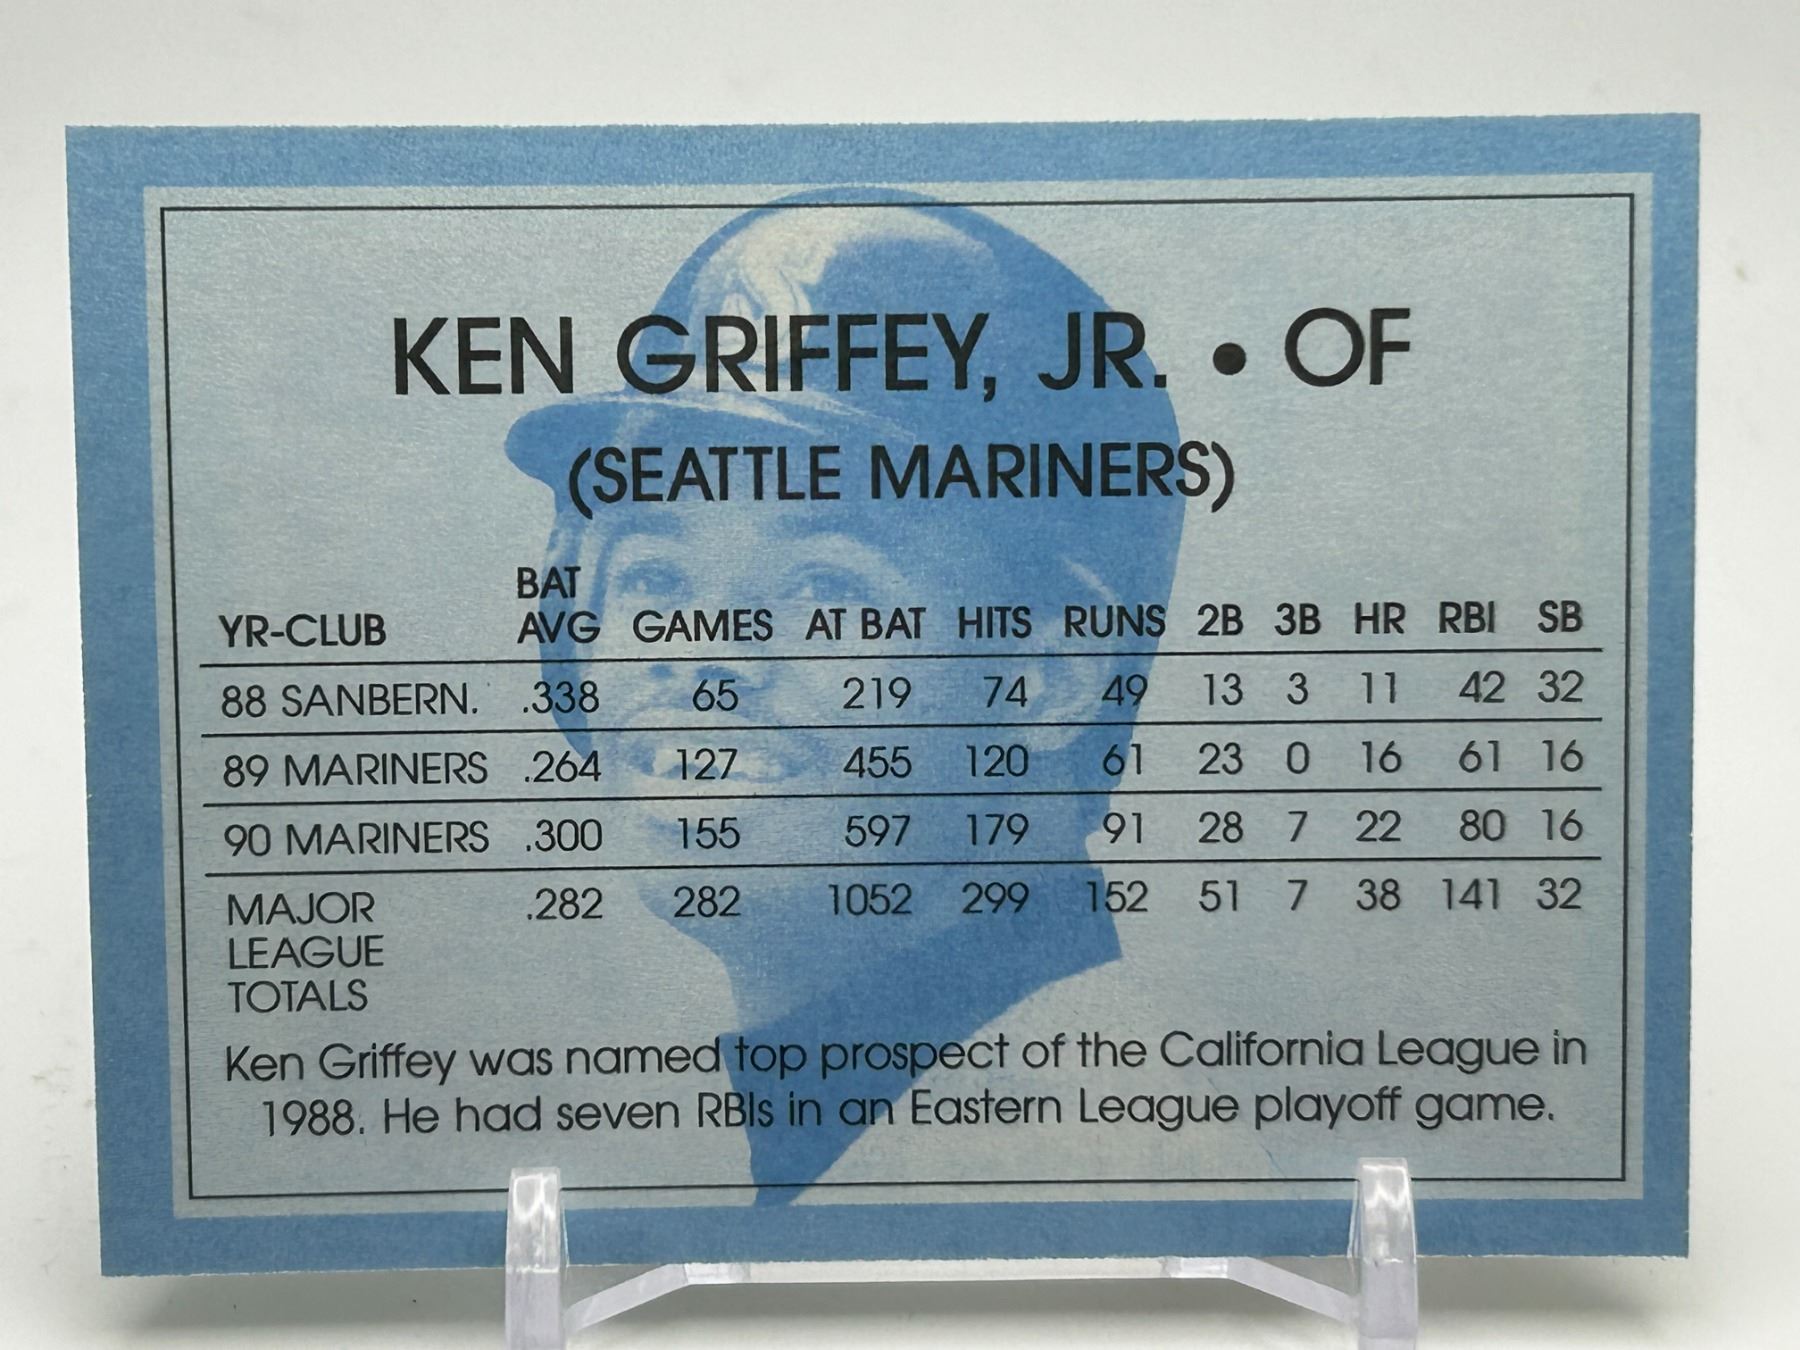 KEN GRIFFEY, JR. • OF
(SEATTLE MARINERS)
YR-CLUB BAT AVG GAMES AT BAT HITS RUNS 2B 3B HR RBI SB
88 SANBERN. .338 65 219 74 49 13 3 11 42 32
89 MARINERS .264 127 455 120 61 23 0 16 61 16
90 MARINERS .300 155 597 179 91 28 7 22 80 16
MAJOR .282 282 1052 299 152 51 7 38 141 32
LEAGUE
TOTALS
Ken Griffey was named top prospect of the California League in
1988. He had seven RBIs in an Eastern League playoff game.